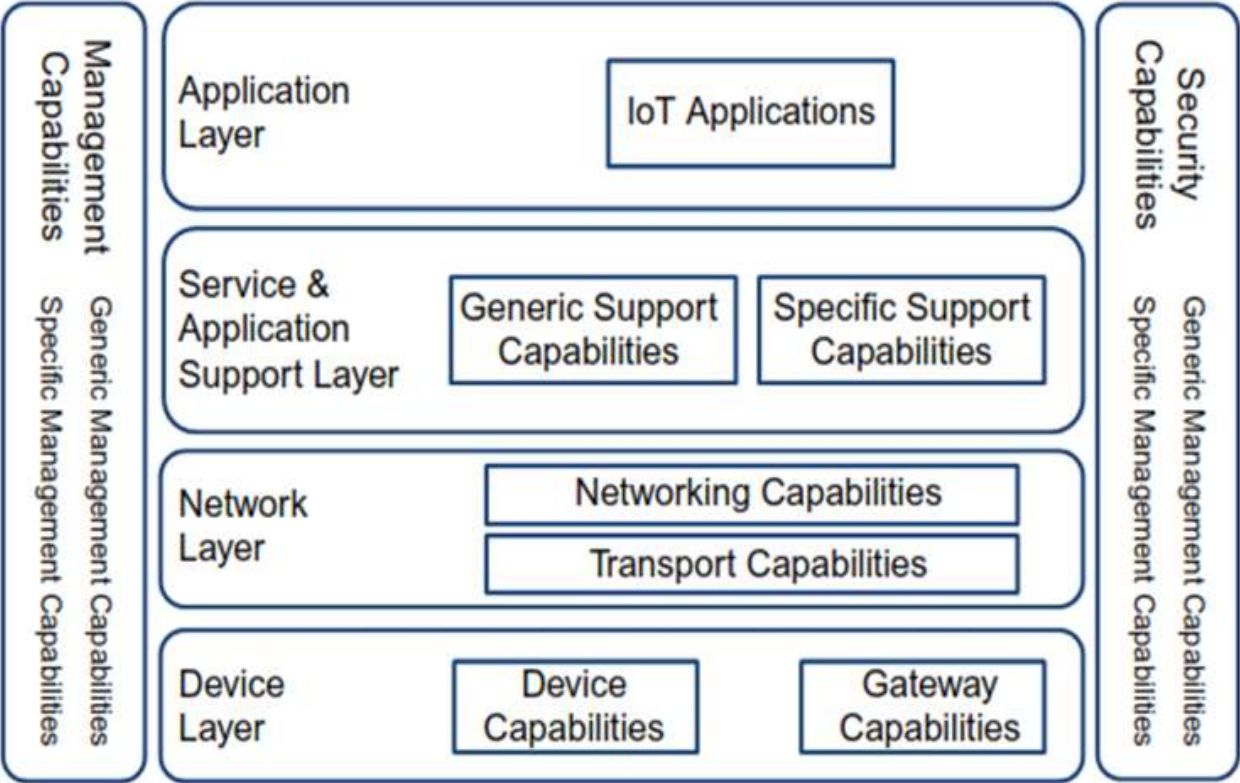 Management
Capabilities
Generic Management Capabilities
Specific Management Capabilities
Application
Layer
IoT Applications
Service &
Application
Support Layer
Generic Support
Capabilities
Specific Support
Capabilities
Network
Layer
Networking Capabilities
Transport Capabilities
Device
Layer
Device
Capabilities
Gateway
Capabilities
Security
Capabilities
Generic Management Capabilities
Specific Management Capabilities